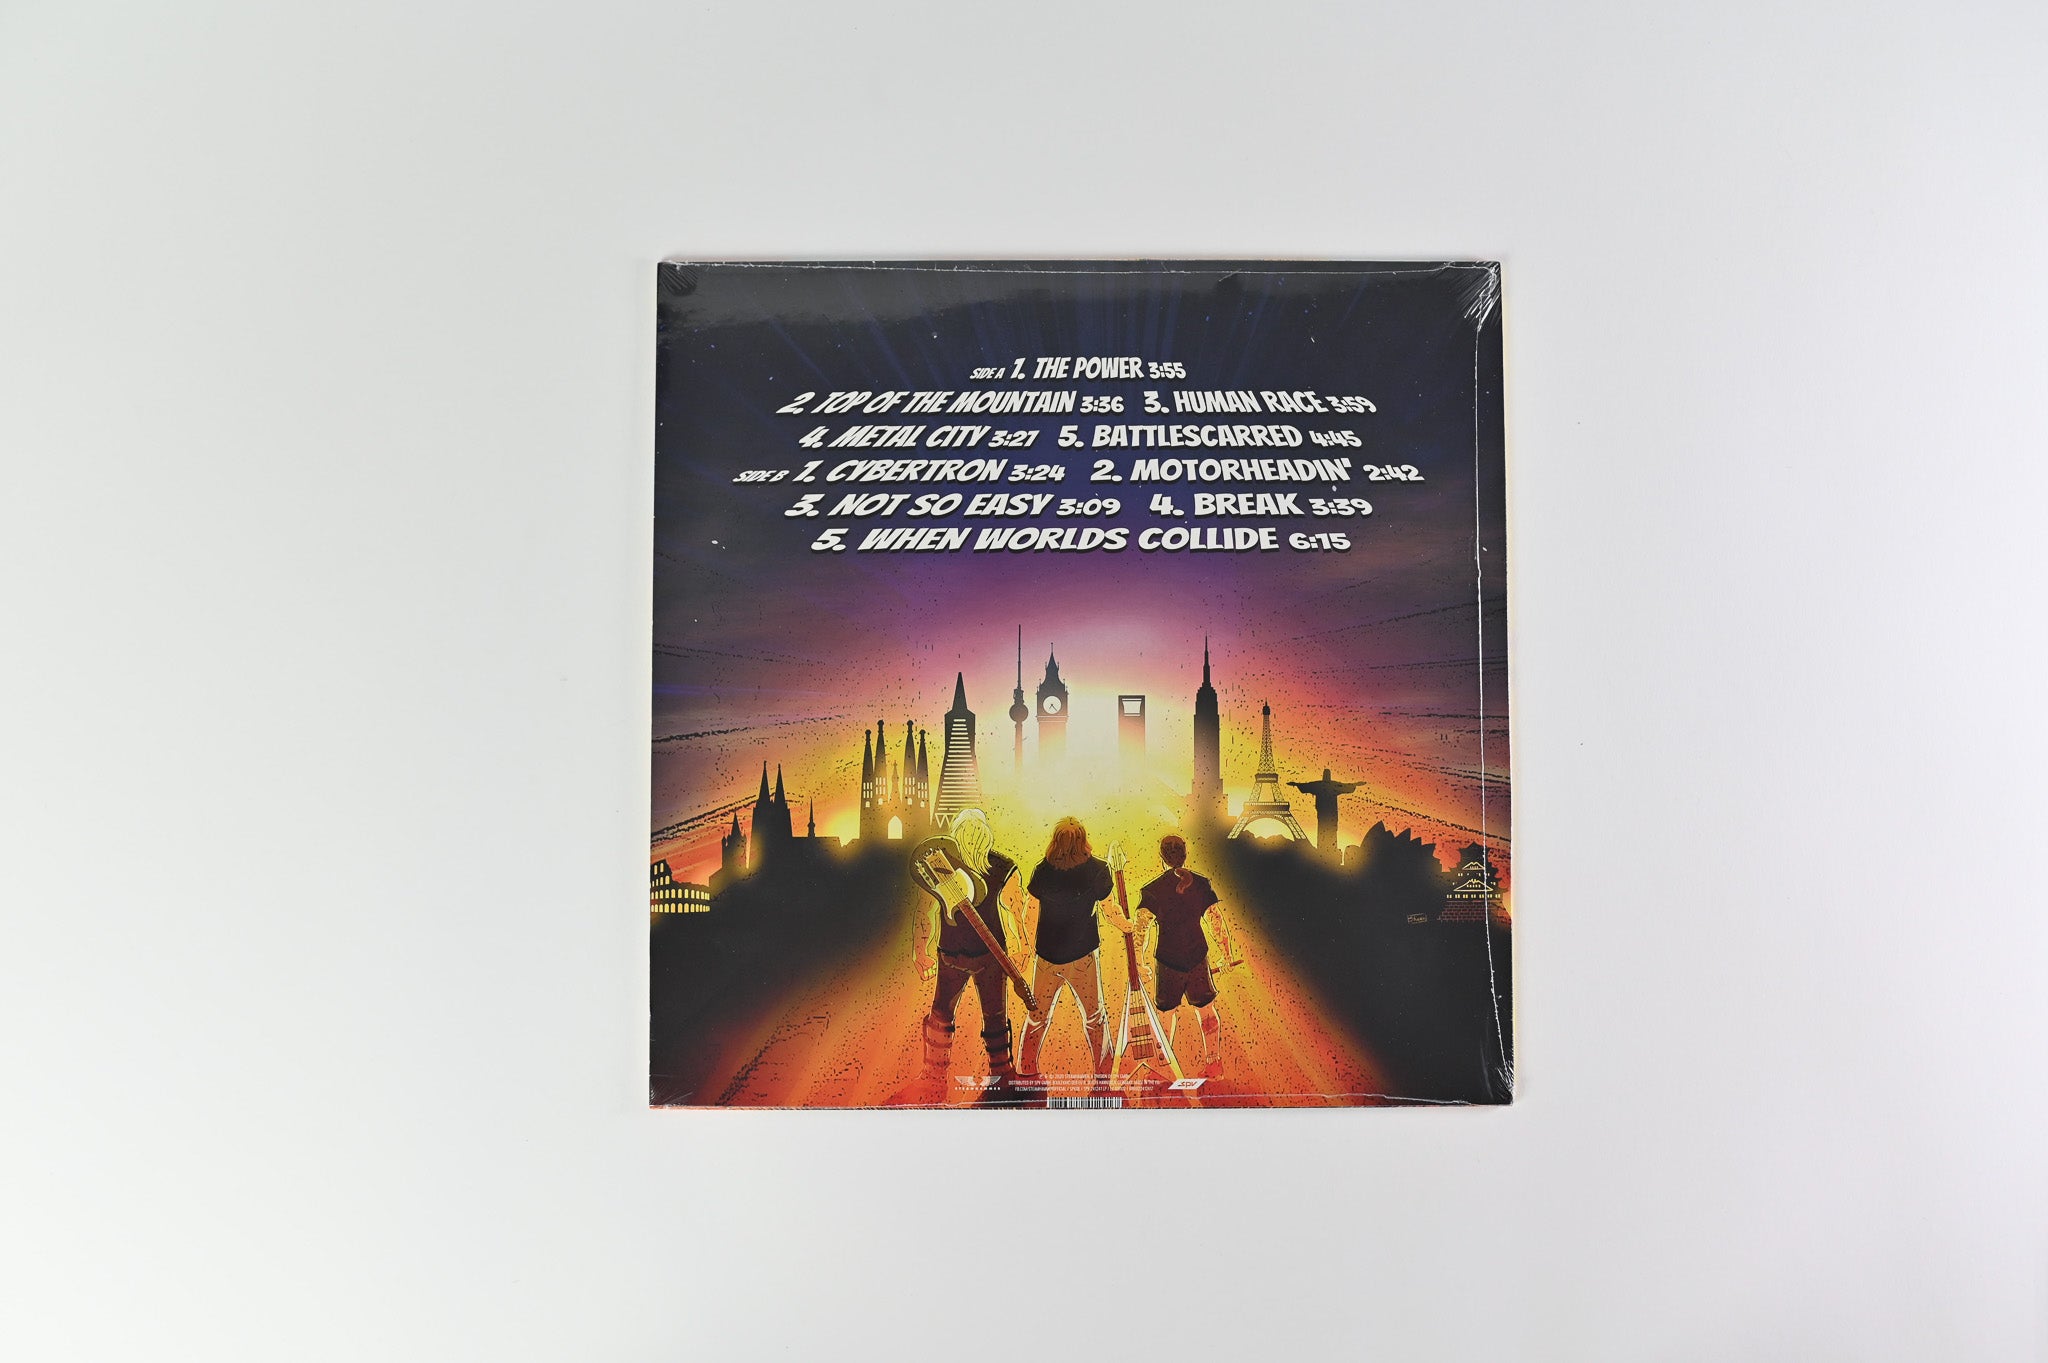 SIDE A 1. THE POWER 3:55
2. TOP OF THE MOUNTAIN 3:36 3. HUMAN RACE 3:59
4. METAL CITY 3:27 5. BATTLESCARRED 4:45
SIDE B 1. CYBERTRON 3:24 2. MOTORHEADIN' 2:42
3. NOT SO EASY 3:09 4. BREAK 3:39
5. WHEN WORLDS COLLIDE 6:15
STEAMHAMMER
SPV